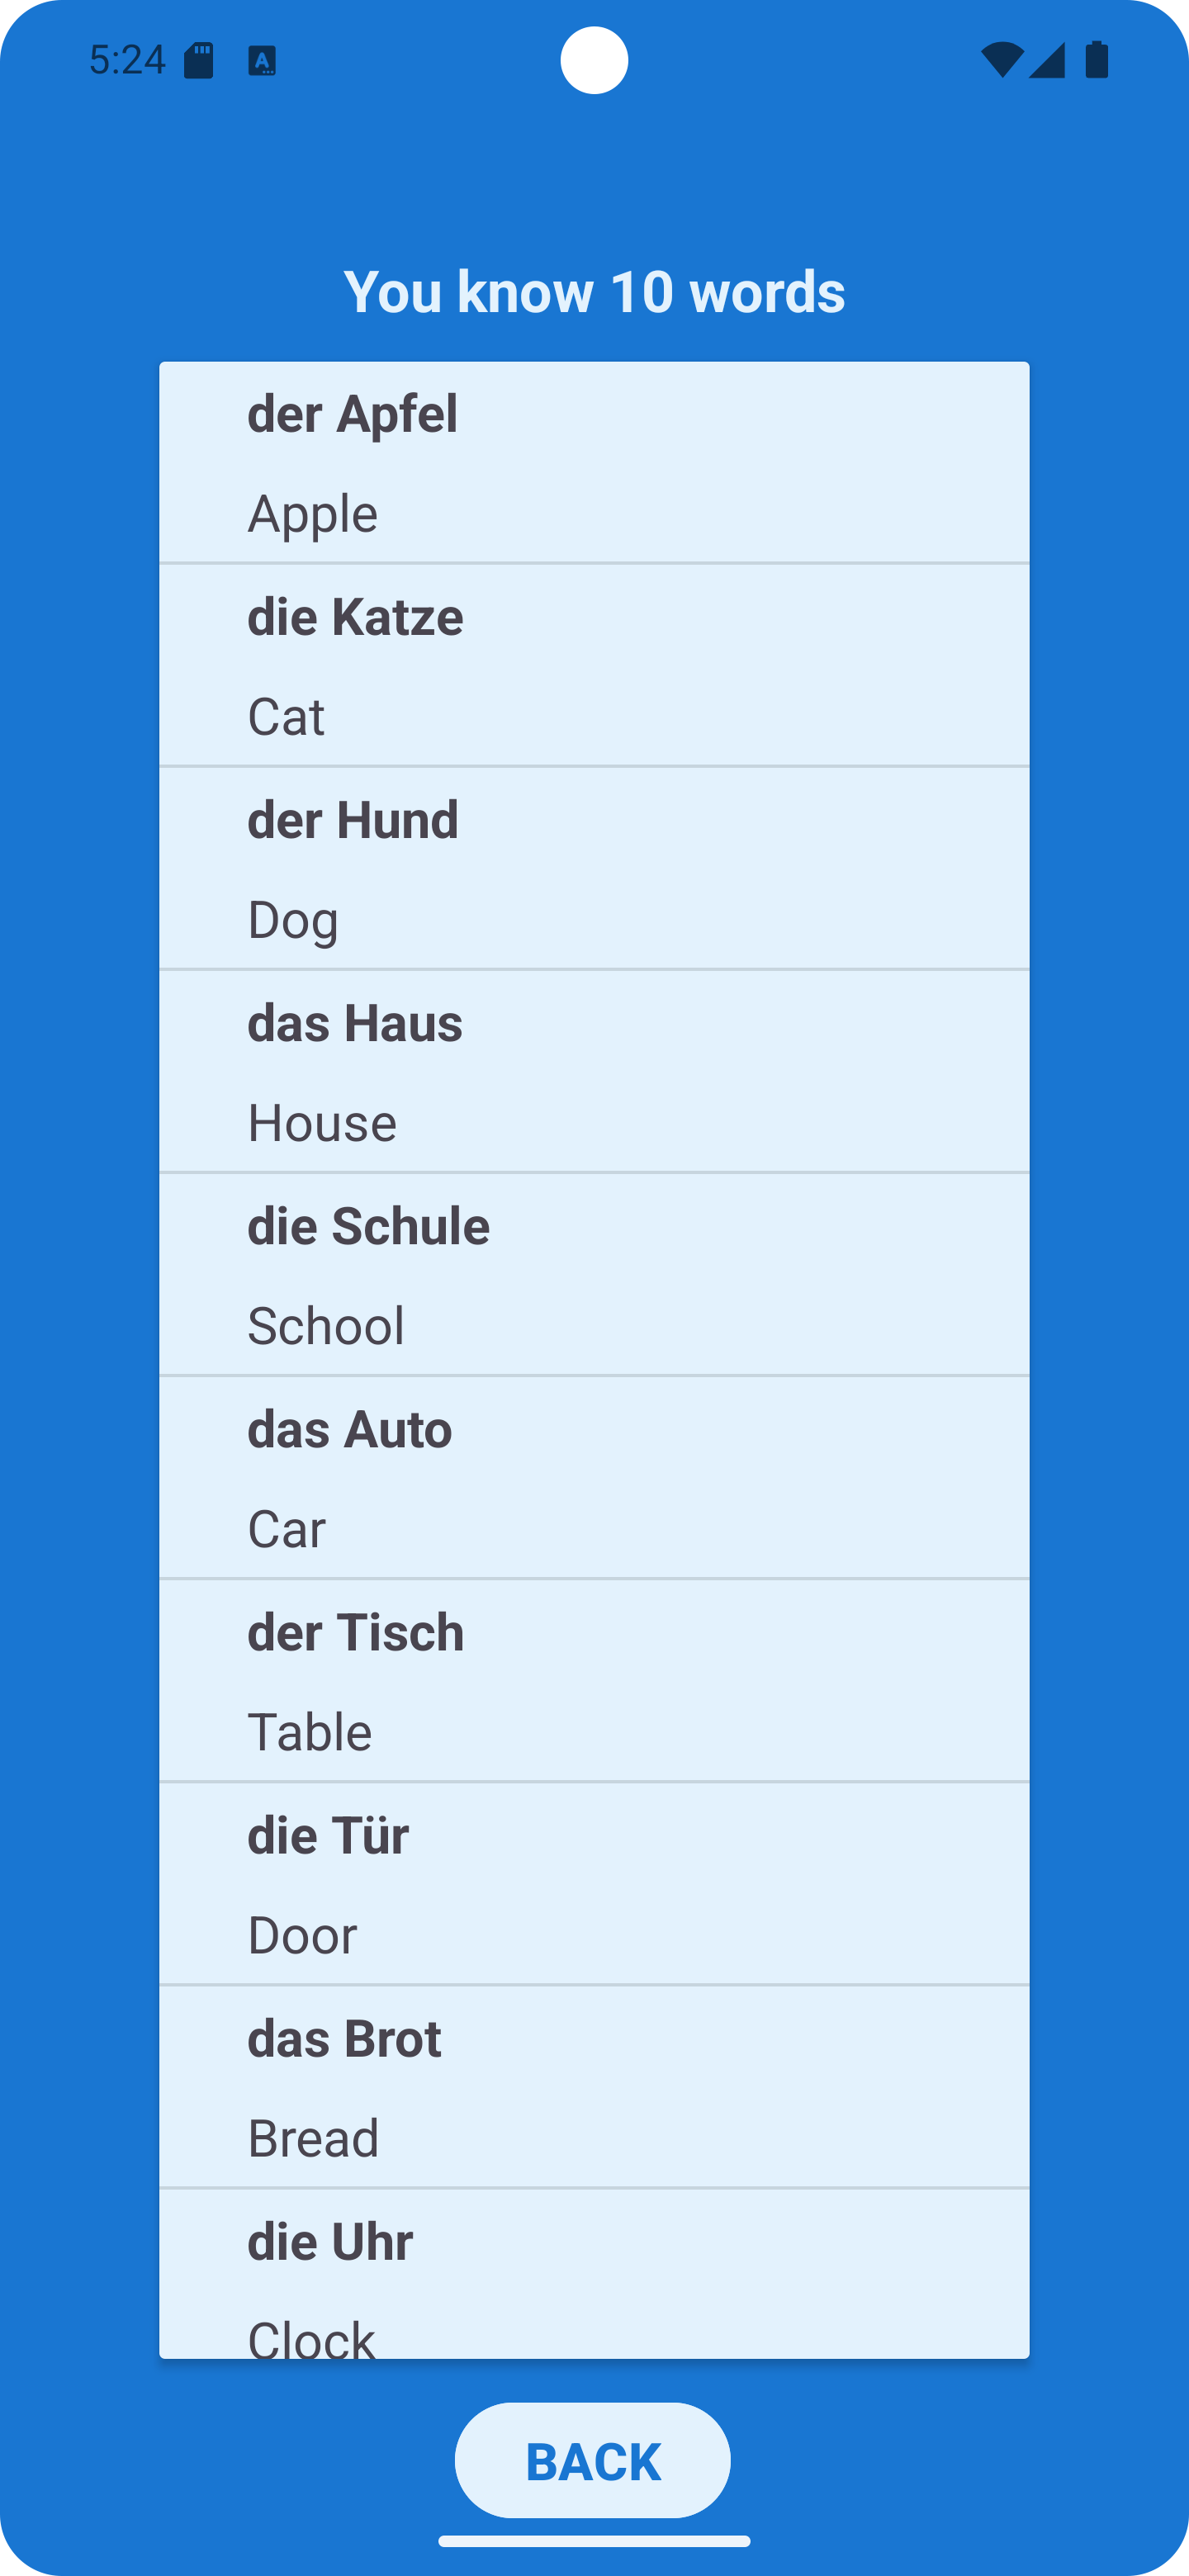 5:24
You know 10 words
der Apfel
Apple
die Katze
Cat
der Hund
Dog
das Haus
House
die Schule
School
das Auto
Car
der Tisch
Table
die Tür
Door
das Brot
Bread
die Uhr
Clock
BACK